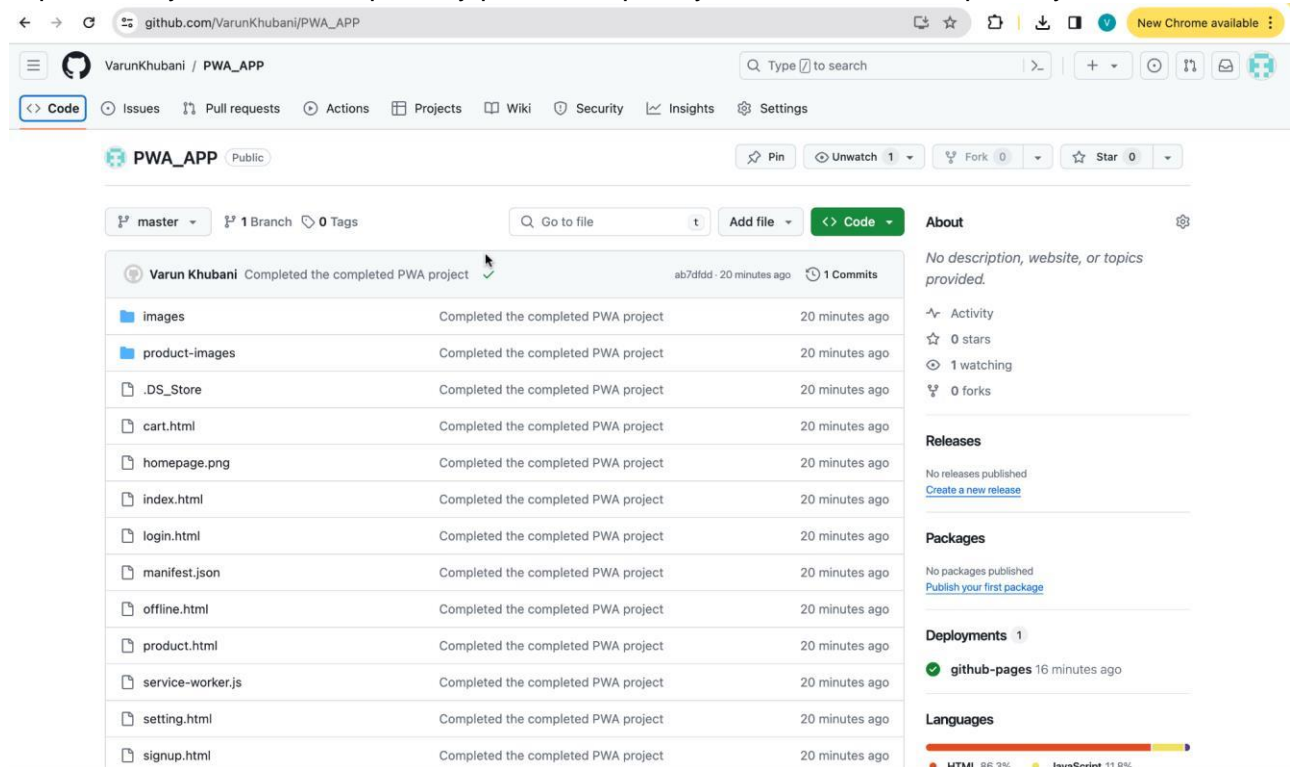 github.com/VarunKhubani/PWA_APP
V
New Chrome available
VarunKhubani / PWA_APP
Type / to search
Code
Issues
Pull requests
Actions
Projects
Wiki
Security
Insights
Settings
PWA_APP Public
Pin
Unwatch 1
Fork 0
Star 0
master
1 Branch
0 Tags
Go to file
t
Add file
Code
Varun Khubani Completed the completed PWA project
ab7dfdd · 20 minutes ago
1 Commits
images Completed the completed PWA project 20 minutes ago
product-images Completed the completed PWA project 20 minutes ago
.DS_Store Completed the completed PWA project 20 minutes ago
cart.html Completed the completed PWA project 20 minutes ago
homepage.png Completed the completed PWA project 20 minutes ago
index.html Completed the completed PWA project 20 minutes ago
login.html Completed the completed PWA project 20 minutes ago
manifest.json Completed the completed PWA project 20 minutes ago
offline.html Completed the completed PWA project 20 minutes ago
product.html Completed the completed PWA project 20 minutes ago
service-worker.js Completed the completed PWA project 20 minutes ago
setting.html Completed the completed PWA project 20 minutes ago
signup.html Completed the completed PWA project 20 minutes ago
About
No description, website, or topics
provided.
Activity
0 stars
1 watching
0 forks
Releases
No releases published
Create a new release
Packages
No packages published
Publish your first package
Deployments 1
github-pages 16 minutes ago
Languages
HTML 86.3% JavaScript 11.8%